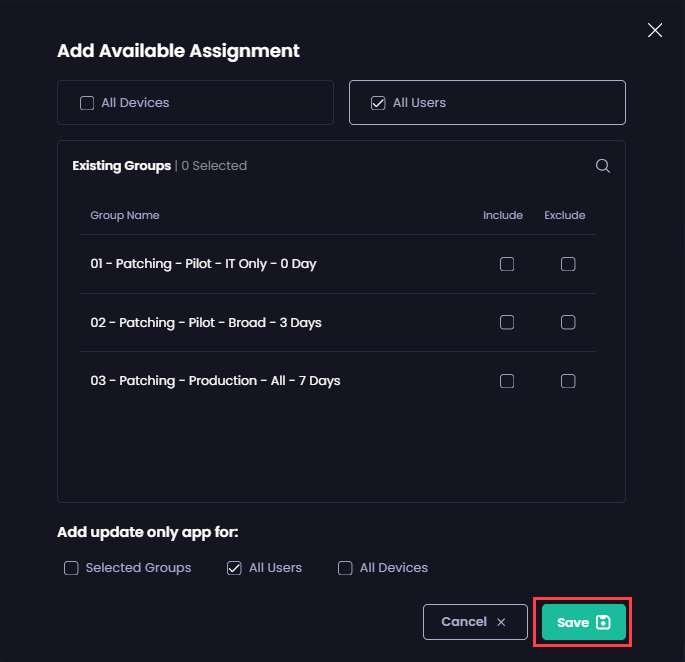 Add Available Assignment
All Devices
All Users
Existing Groups | 0 Selected
Group Name Include Exclude
01 - Patching - Pilot - IT Only - 0 Day
02 - Patching - Pilot - Broad - 3 Days
03 - Patching - Production - All - 7 Days
Add update only app for:
Selected Groups All Users All Devices
Cancel Save